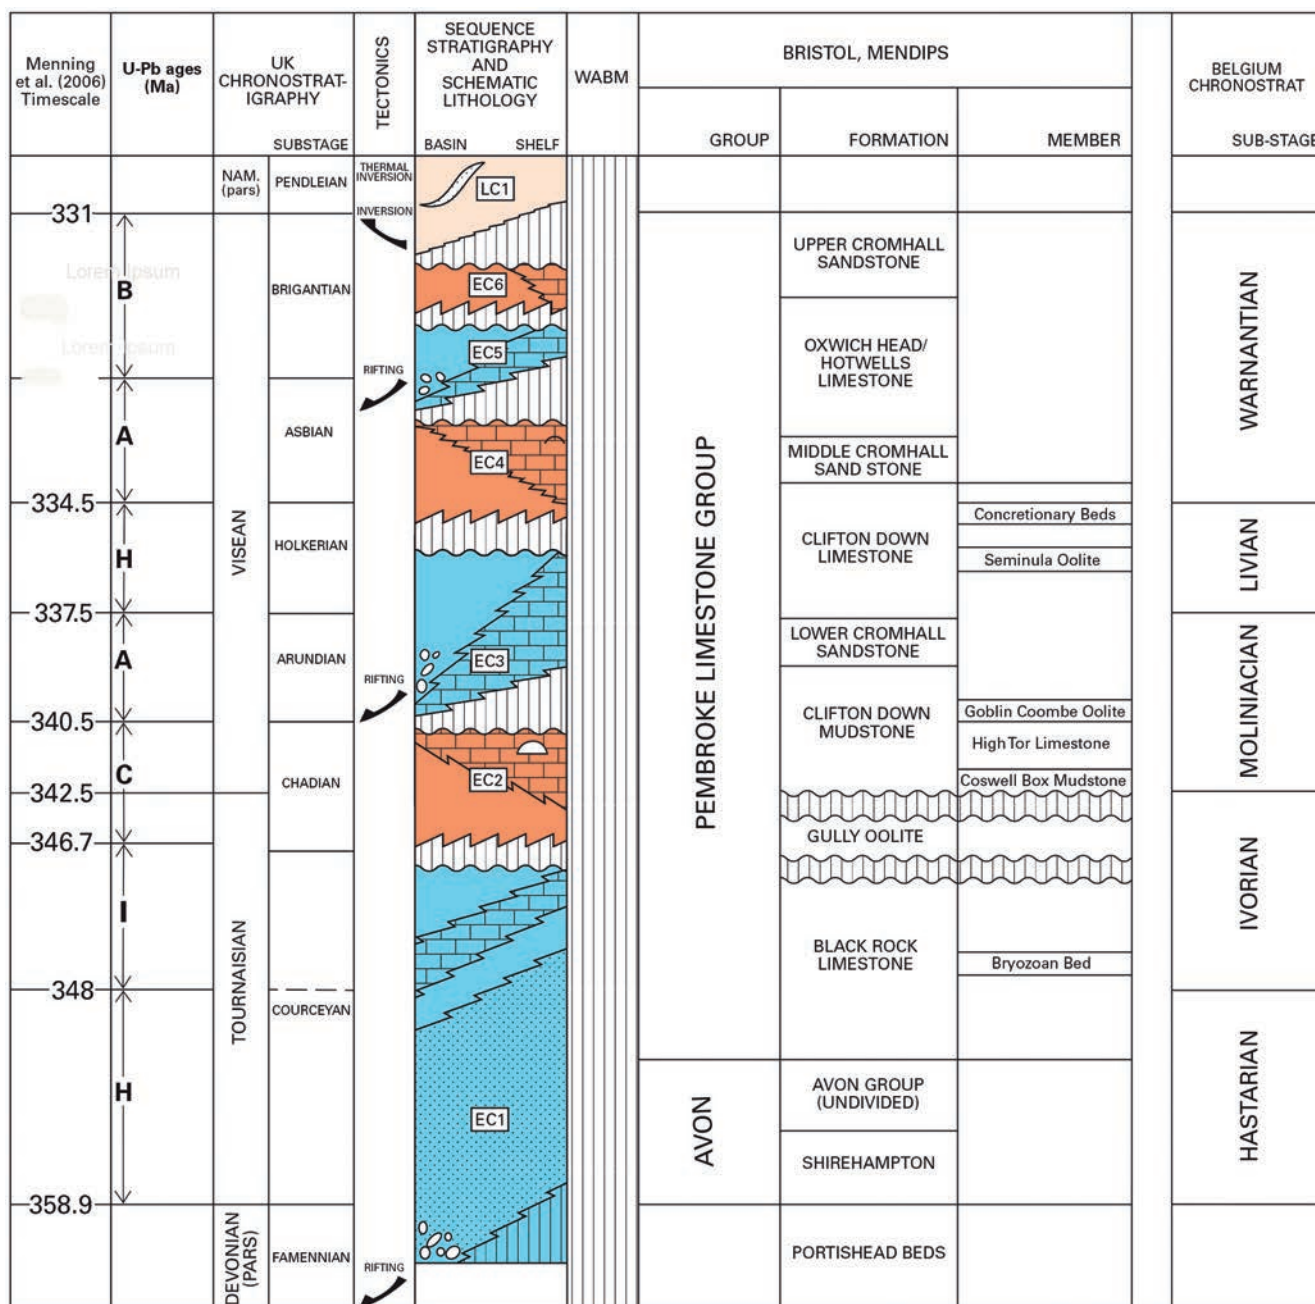 Menning
et al. (2006)
Timescale
U-Pb ages
(Ma)
UK
CHRONOSTRAT-
IGRAPHY
SUBSTAGE
TECTONICS
SEQUENCE
STRATIGRAPHY
AND
SCHEMATIC
LITHOLOGY
BASIN SHELF
WABM
BRISTOL, MENDIPS
GROUP
FORMATION
MEMBER
BELGIUM
CHRONOSTRAT
SUB-STAGE
331
334.5
337.5
340.5
342.5
346.7
348
358.9
Lorem Ipsum
Lorem Ipsum
B
A
H
A
C
I
H
NAM.
(pars)
VISEAN
TOURNAISIAN
DEVONIAN
(PARS)
PENDLEIAN
BRIGANTIAN
ASBIAN
HOLKERIAN
ARUNDIAN
CHADIAN
COURCEYAN
FAMENNIAN
THERMAL
INVERSION
INVERSION
RIFTING
RIFTING
RIFTING
LC1
EC6
EC5
EC4
EC3
EC2
EC1
PEMBROKE LIMESTONE GROUP
AVON
UPPER CROMHALL
SANDSTONE
OXWICH HEAD/
HOTWELLS
LIMESTONE
MIDDLE CROMHALL
SAND STONE
CLIFTON DOWN
LIMESTONE
LOWER CROMHALL
SANDSTONE
CLIFTON DOWN
MUDSTONE
GULLY OOLITE
BLACK ROCK
LIMESTONE
AVON GROUP
(UNDIVIDED)
SHIREHAMPTON
PORTISHEAD BEDS
Concretionary Beds
Seminula Oolite
Goblin Coombe Oolite
High Tor Limestone
Coswell Box Mudstone
Bryozoan Bed
WARNANTIAN
LIVIAN
MOLINIACIAN
IVORIAN
HASTARIAN